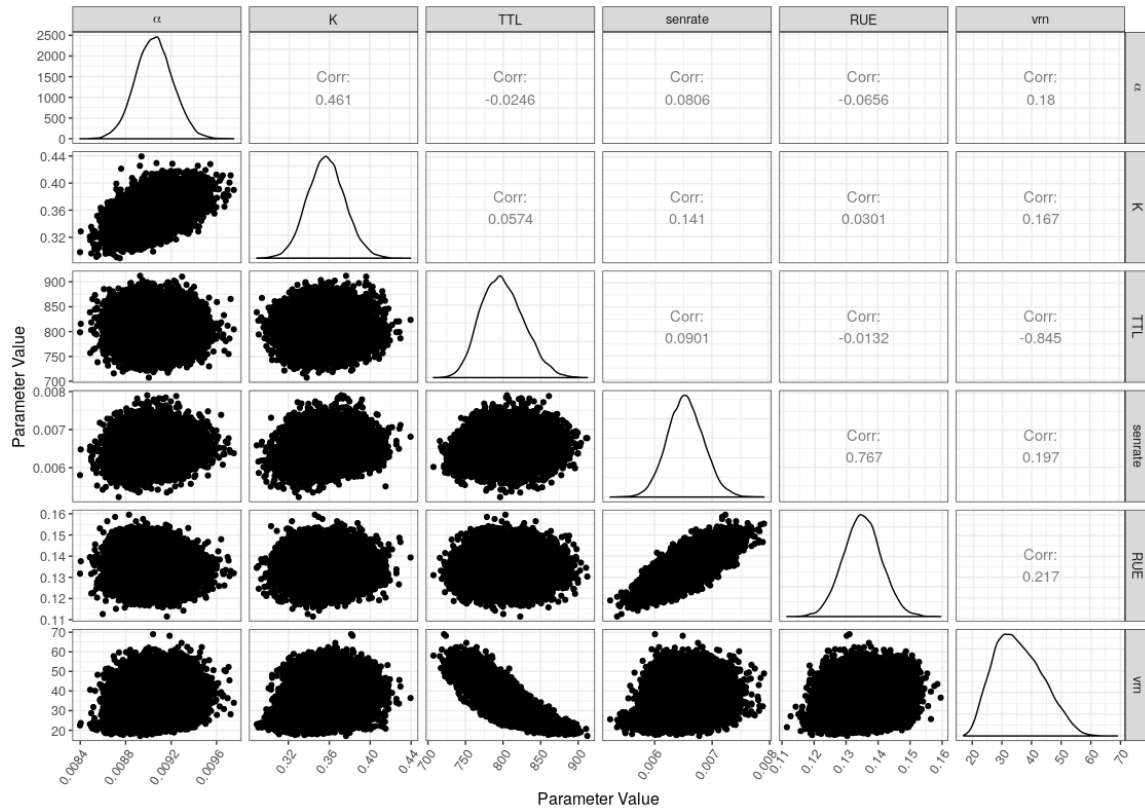 α K TTL senrate RUE vrn
2500
2000
1500
1000
500
0
Corr:
0.461
Corr:
-0.0246
Corr:
0.0806
Corr:
-0.0656
Corr:
0.18
α
0.44
0.40
0.36
0.32
Corr:
0.0574
Corr:
0.141
Corr:
0.0301
Corr:
0.167
K
900
850
800
750
700
Corr:
0.0901
Corr:
-0.0132
Corr:
-0.845
TTL
0.008
0.007
0.006
Corr:
0.767
Corr:
0.197
senrate
0.16
0.15
0.14
0.13
0.12
0.11
Corr:
0.217
RUE
70
60
50
40
30
20
vrn
0.0084 0.0088 0.0092 0.0096 0.32 0.36 0.40 0.44 700 750 800 850 900 0.006 0.007 0.008 0.11 0.12 0.13 0.14 0.15 0.16 20 30 40 50 60 70
Parameter Value
Parameter Value